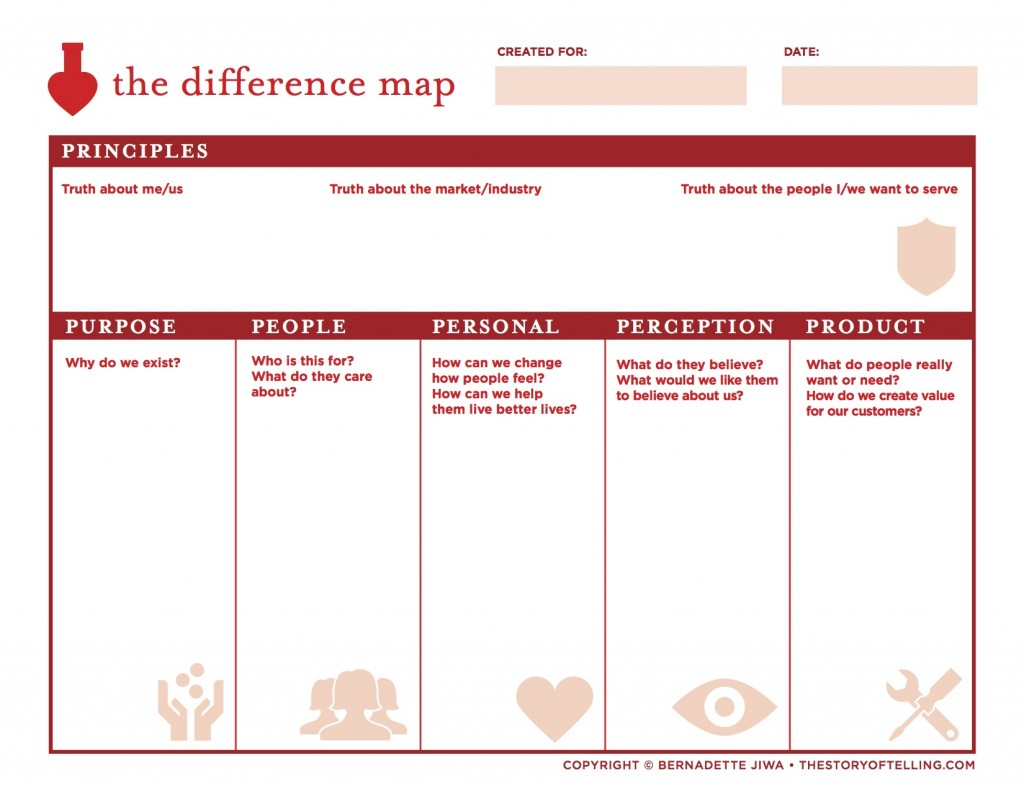 the difference map
CREATED FOR:
DATE:
PRINCIPLES
Truth about me/us
Truth about the market/industry
Truth about the people I/we want to serve
PURPOSE
Why do we exist?
PEOPLE
Who is this for?
What do they care
about?
PERSONAL
How can we change
how people feel?
How can we help
them live better lives?
PERCEPTION
What do they believe?
What would we like them
to believe about us?
PRODUCT
What do people really
want or need?
How do we create value
for our customers?
COPYRIGHT © BERNADETTE JIWA • THESTORYOFTELLING.COM